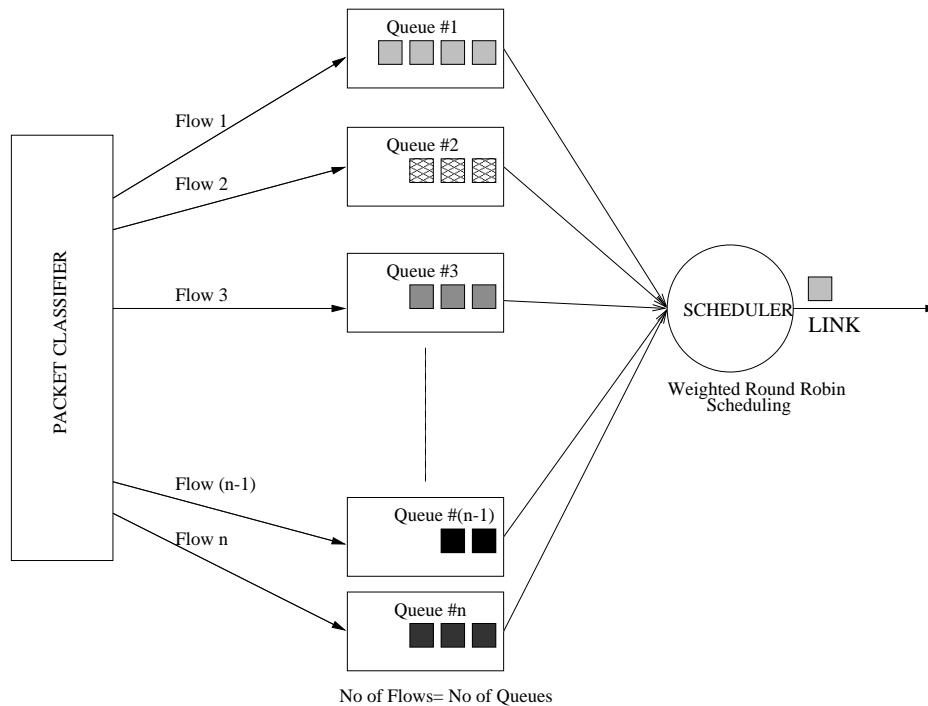 Queue #1
Flow 1
Queue #2
Flow 2
PACKET CLASSIFIER
Queue #3
Flow 3
SCHEDULER
LINK
Weighted Round Robin
Scheduling
Flow (n-1)
Queue #(n-1)
Flow n
Queue #n
No of Flows= No of Queues